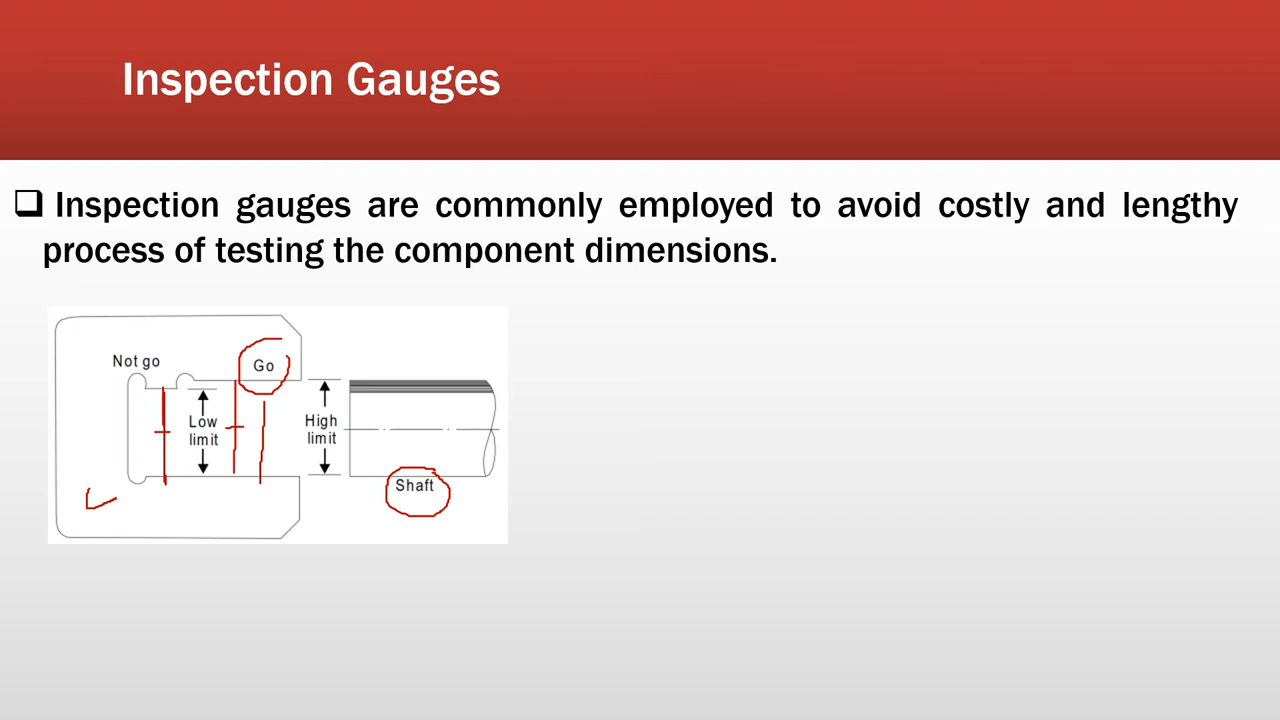 Inspection Gauges
Inspection gauges are commonly employed to avoid costly and lengthy
process of testing the component dimensions.
Not go
Go
Low
limit
High
limit
Shaft